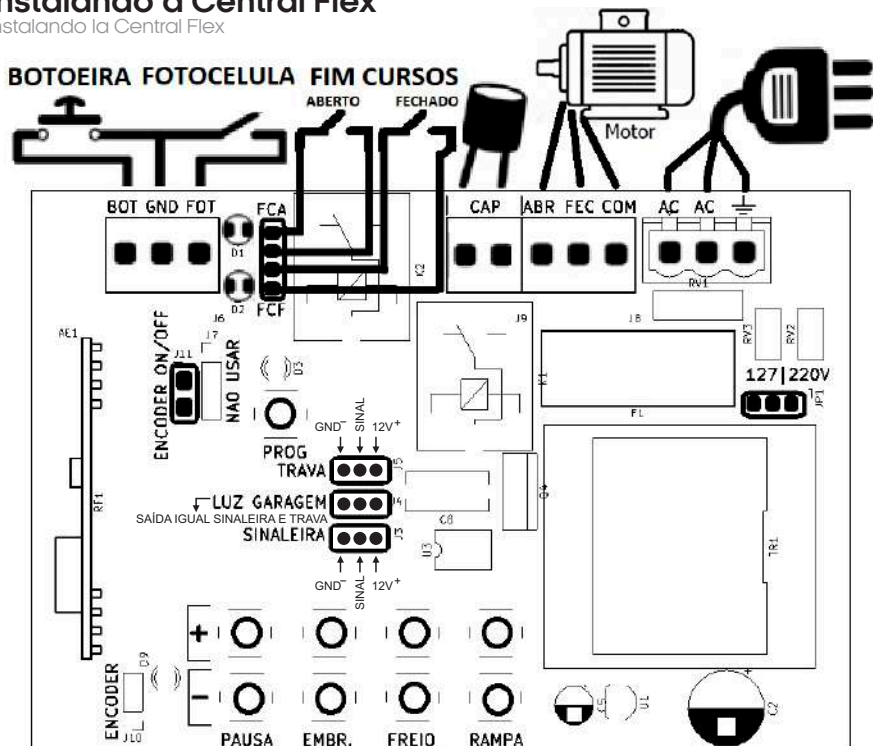 Instalando a Central Flex
Instalando la Central Flex
BOTOEIRA FOTOCELULA FIM CURSOS
ABERTO FECHADO
Motor
BOT GND FOT
FCA
CAP
ABR FEC COM
AC AC
D1
K2
D2
FCF
RV1
J6
J7
J9
J8
RV3
RV2
AE1
J11
ENCODER ON/OFF
NAO USAR
D3
K1
127|220V
JP1
F1
PROG
GND- SINAL 12V+
TRAVA
J5
LUZ GARAGEM
J4
SAÍDA IGUAL SINALEIRA E TRAVA
SINALEIRA
J3
C8
Q4
U3
GND- SINAL 12V+
RF1
TR1
+
-
D9
ENCODER
J10
C5
U1
C2
+
PAUSA EMBR. FREIO RAMPA